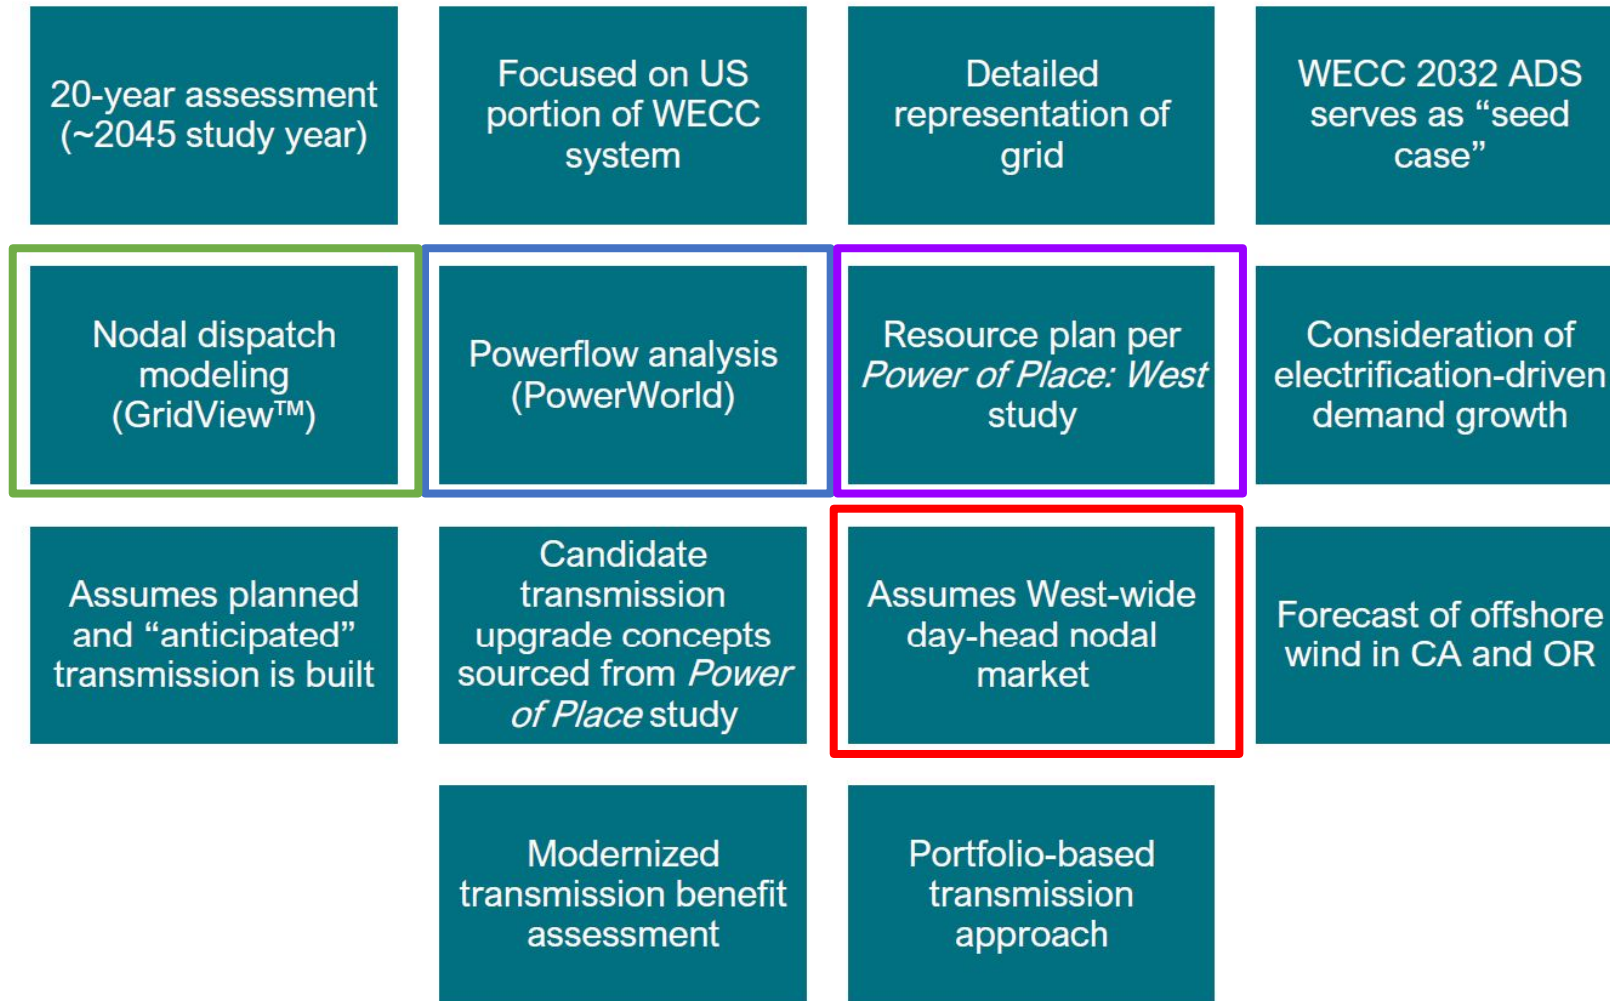 20-year assessment
(~2045 study year)
Focused on US
portion of WECC
system
Detailed
representation of
grid
WECC 2032 ADS
serves as “seed
case”
Nodal dispatch
modeling
(GridView™)
Powerflow analysis
(PowerWorld)
Resource plan per
Power of Place: West
study
Consideration of
electrification-driven
demand growth
Assumes planned
and “anticipated”
transmission is built
Candidate
transmission
upgrade concepts
sourced from Power
of Place study
Assumes West-wide
day-head nodal
market
Forecast of offshore
wind in CA and OR
Modernized
transmission benefit
assessment
Portfolio-based
transmission
approach